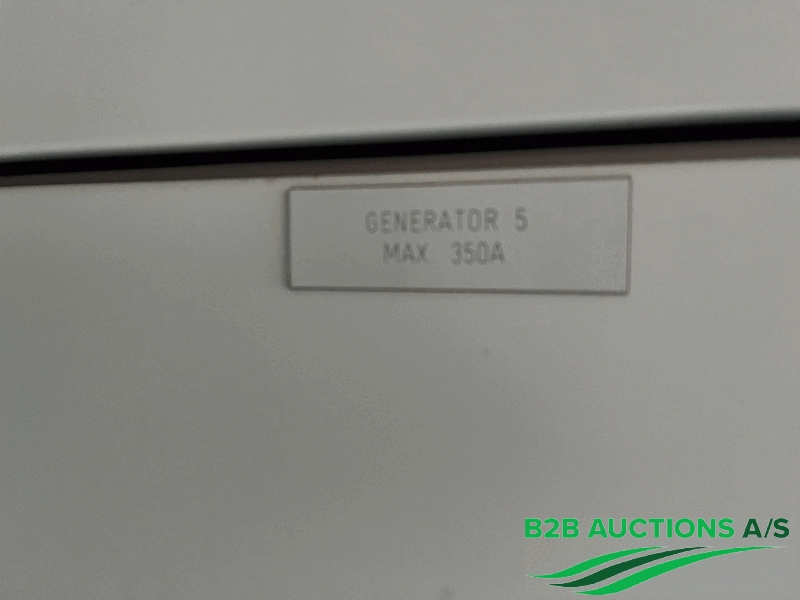 GENERATOR 5
MAX 350A
B2B AUCTIONS A/S